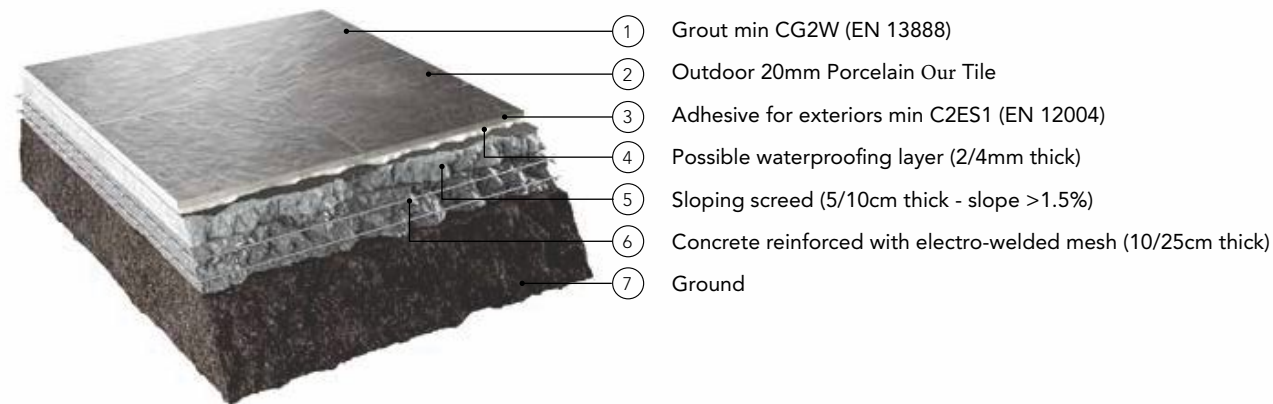 1 Grout min CG2W (EN 13888)
2 Outdoor 20mm Porcelain Our Tile
3 Adhesive for exteriors min C2ES1 (EN 12004)
4 Possible waterproofing layer (2/4mm thick)
5 Sloping screed (5/10cm thick - slope >1.5%)
6 Concrete reinforced with electro-welded mesh (10/25cm thick)
7 Ground